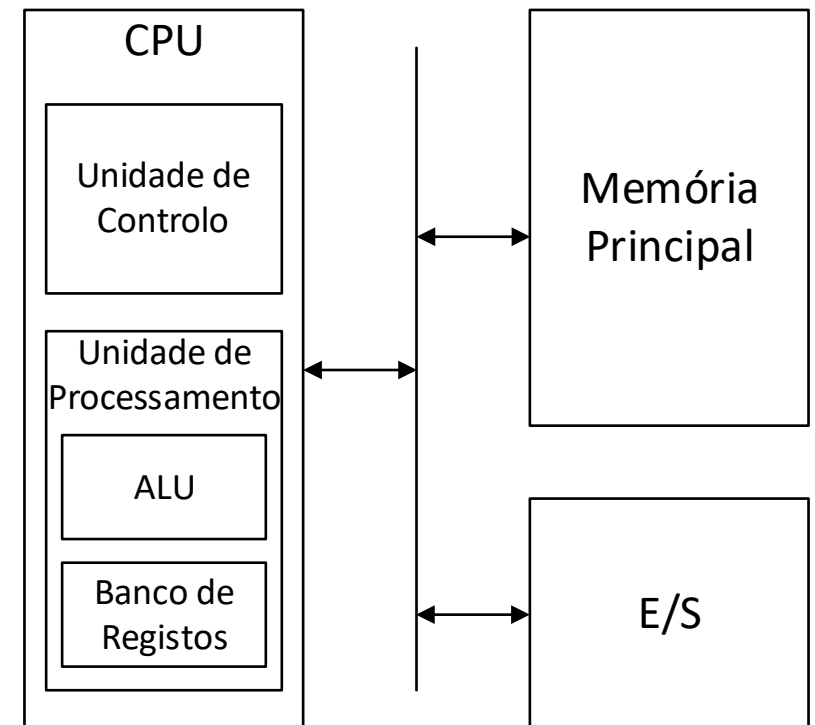 CPU
Unidade de
Controlo
Unidade de
Processamento
ALU
Banco de
Registos
Memória
Principal
E/S